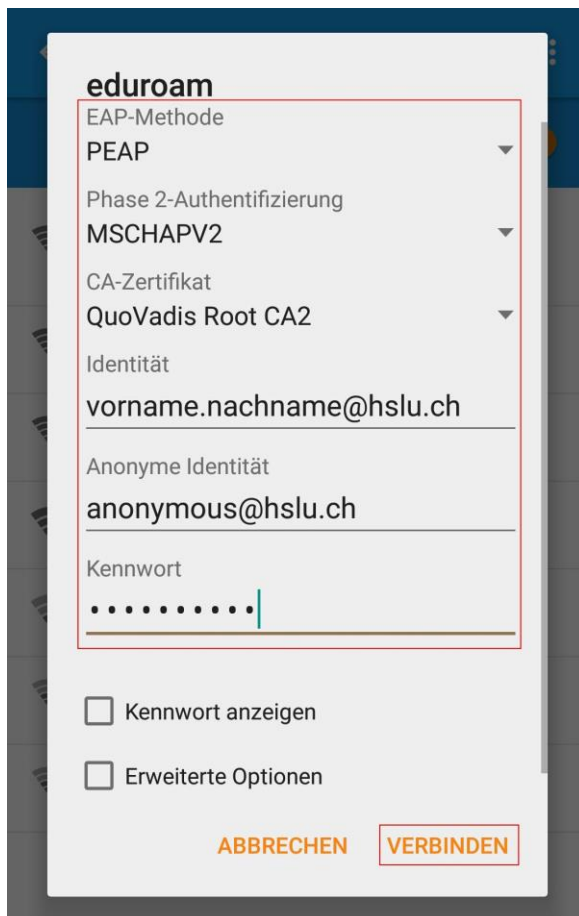 eduroam
EAP-Methode
PEAP
Phase 2-Authentifizierung
MSCHAPV2
CA-Zertifikat
QuoVadis Root CA2
Identität
vorname.nachname@hslu.ch
Anonyme Identität
anonymous@hslu.ch
Kennwort
••••••••••
Kennwort anzeigen
Erweiterte Optionen
ABBRECHEN VERBINDEN